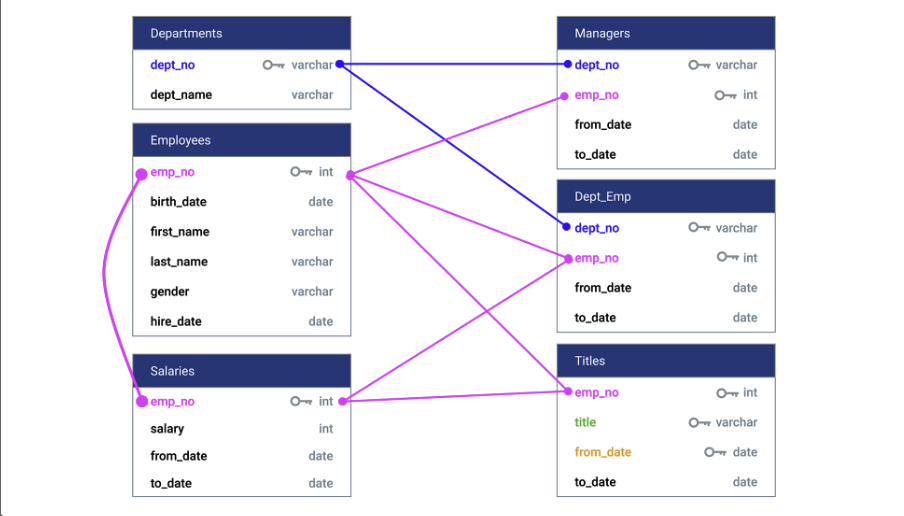 Departments
dept_no varchar
dept_name varchar
Employees
emp_no int
birth_date date
first_name varchar
last_name varchar
gender varchar
hire_date date
Salaries
emp_no int
salary int
from_date date
to_date date
Managers
dept_no varchar
emp_no int
from_date date
to_date date
Dept_Emp
dept_no varchar
emp_no int
from_date date
to_date date
Titles
emp_no int
title varchar
from_date date
to_date date